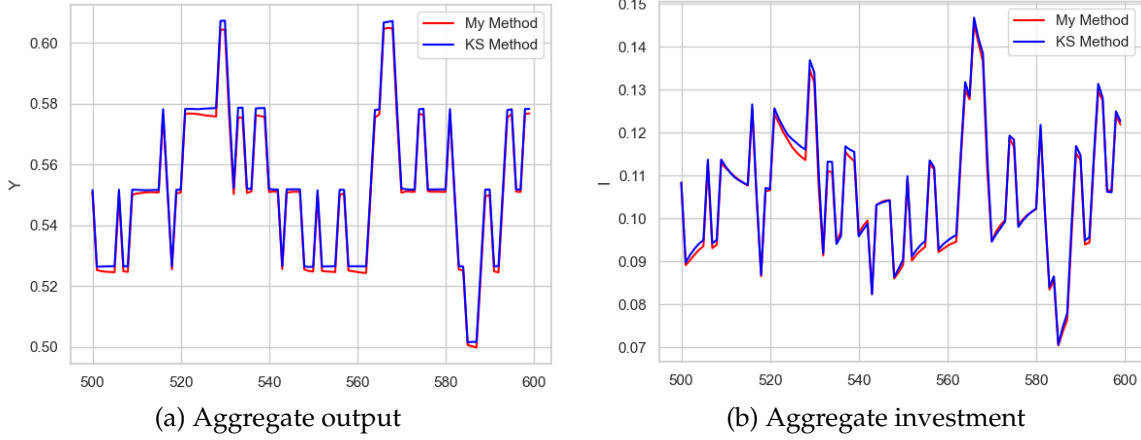 My Method
KS Method
0.60
0.58
0.56
0.54
0.52
0.50
Y
500 520 540 560 580 600
(a) Aggregate output
0.15
My Method
KS Method
0.14
0.13
0.12
0.11
0.10
0.09
0.08
0.07
I
500 520 540 560 580 600
(b) Aggregate investment